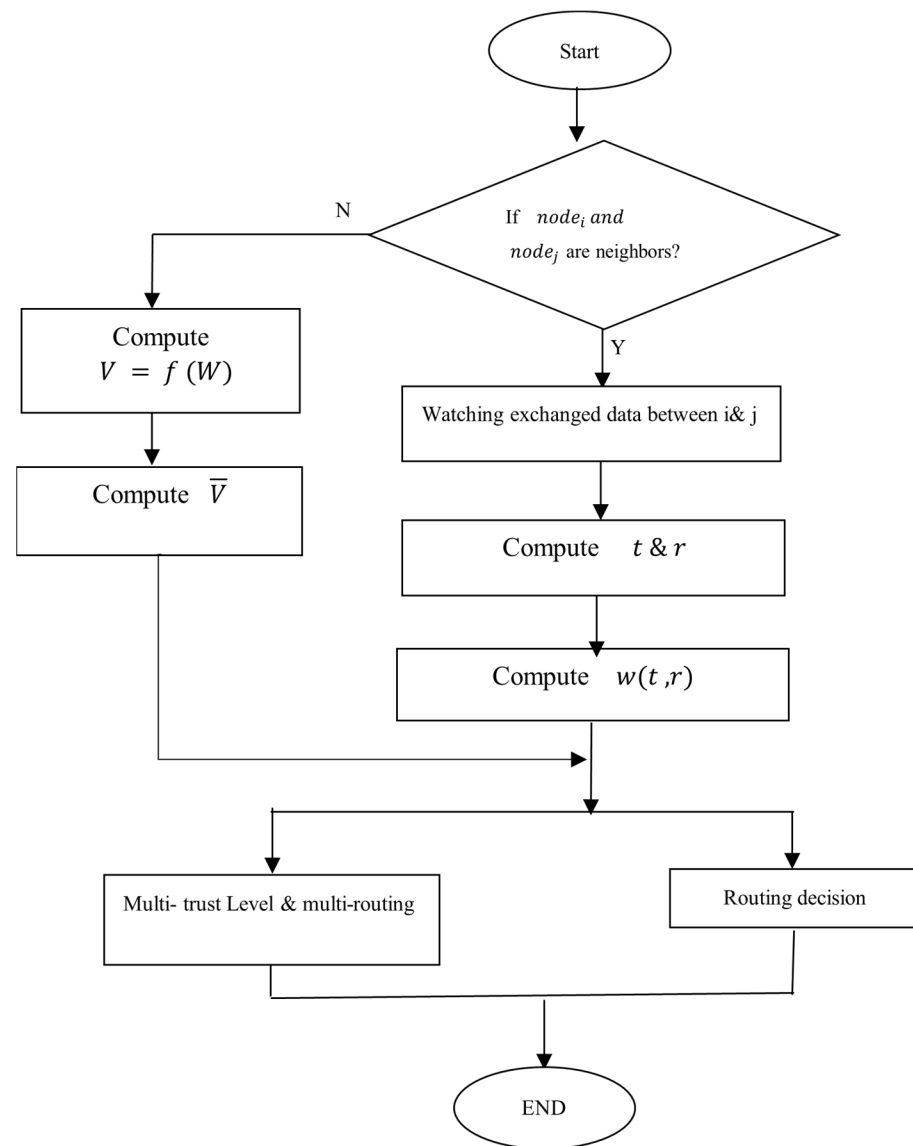 Start
N
If node_i and
node_j are neighbors?
Y
Compute
V = f (W)
Watching exchanged data between i& j
Compute V̅
Compute t & r
Compute w(t ,r)
Multi- trust Level & multi-routing
Routing decision
END